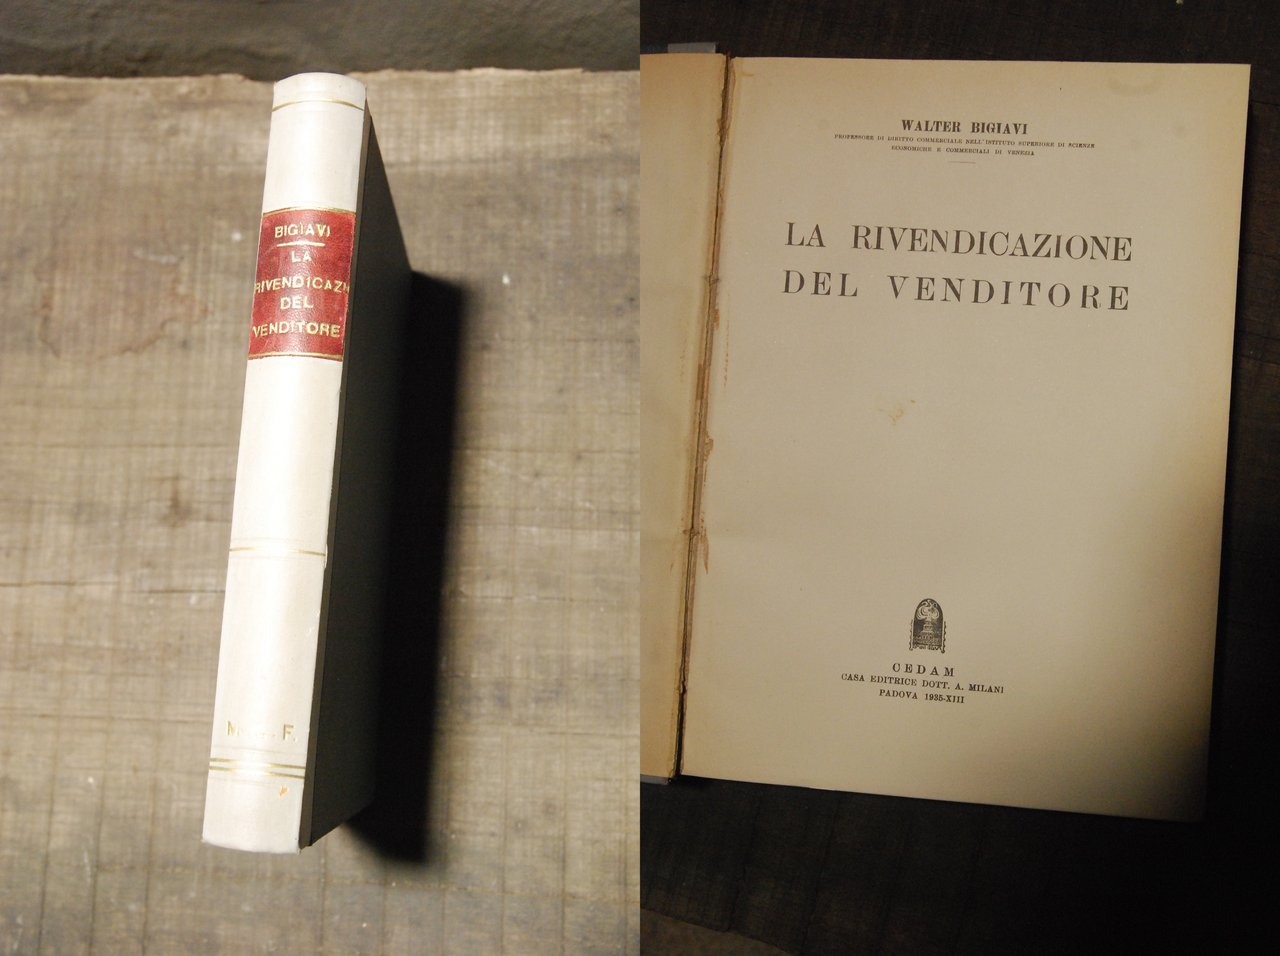 BIGIAVI
LA
RIVENDICAZN
DEL
VENDITORE
M. F.
WALTER BIGIAVI
PROFESSORE DI DIRITTO COMMERCIALE NELL'ISTITUTO SUPERIORE DI SCIENZE
ECONOMICHE E COMMERCIALI DI VENEZIA
LA RIVENDICAZIONE
DEL VENDITORE
CEDAM
CASA EDITRICE DOTT. A. MILANI
PADOVA 1935-XIII